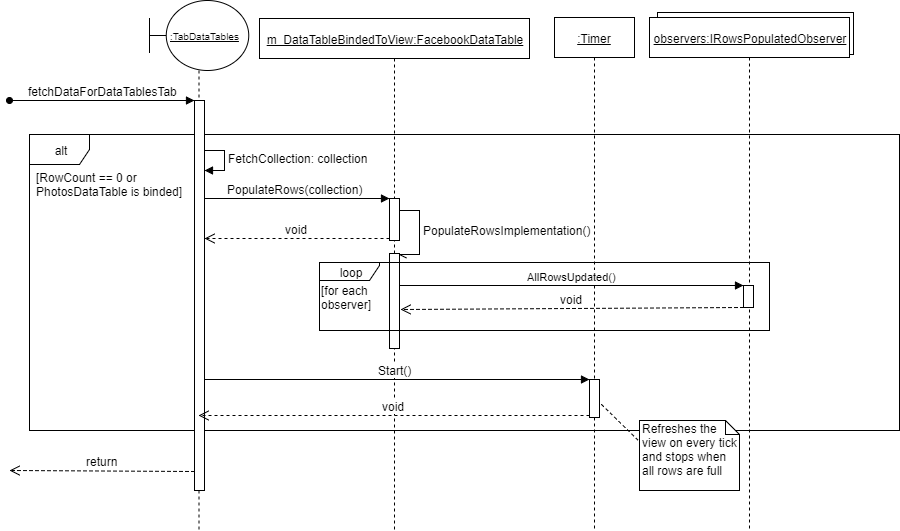 :TabDataTables
m_DataTableBindedToView:FacebookDataTable
:Timer
observers:IRowsPopulatedObserver
fetchDataForDataTablesTab
alt
[RowCount == 0 or
PhotosDataTable is binded]
FetchCollection: collection
PopulateRows(collection)
void
PopulateRowsImplementation()
loop
[for each
observer]
AllRowsUpdated()
void
Start()
void
Refreshes the
view on every tick
and stops when
all rows are full
return